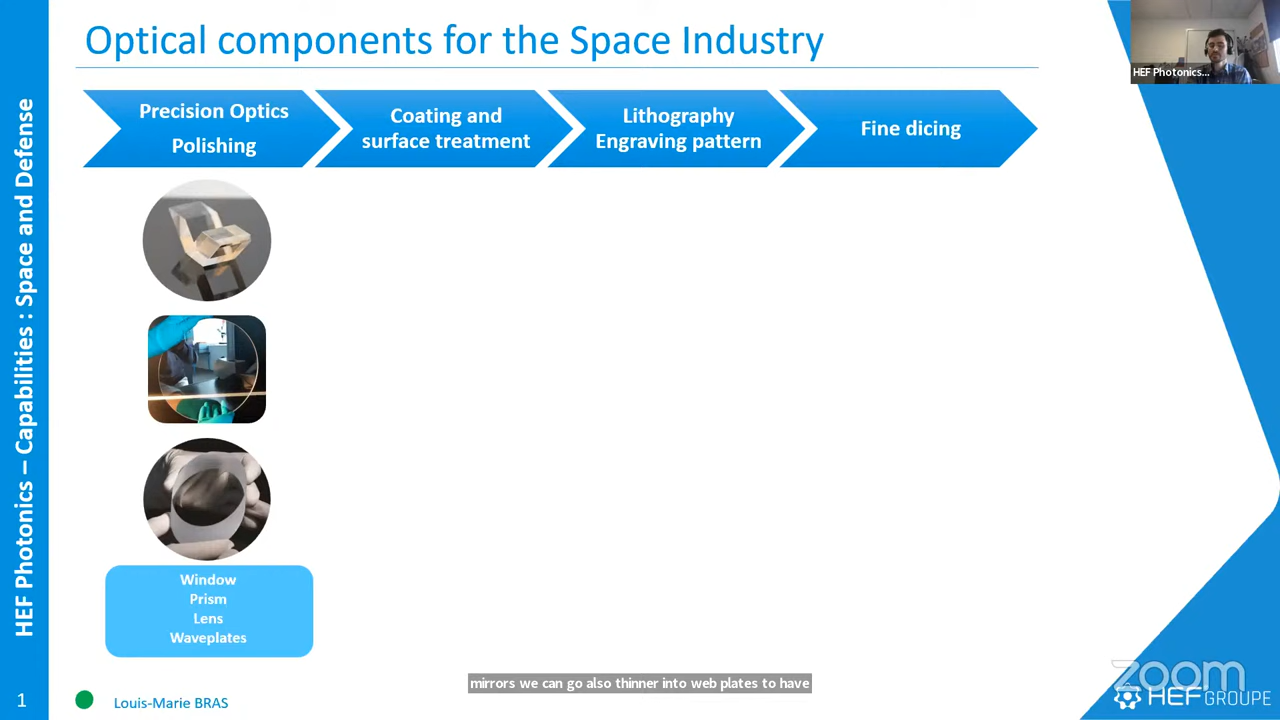 Optical components for the Space Industry
HEF Photonics...
Precision Optics
Polishing
Coating and
surface treatment
Lithography
Engraving pattern
Fine dicing
HEF Photonics – Capabilities : Space and Defense
Window
Prism
Lens
Waveplates
mirrors we can go also thinner into web plates to have
1
Louis-Marie BRAS
zoom
HEF GROUPE